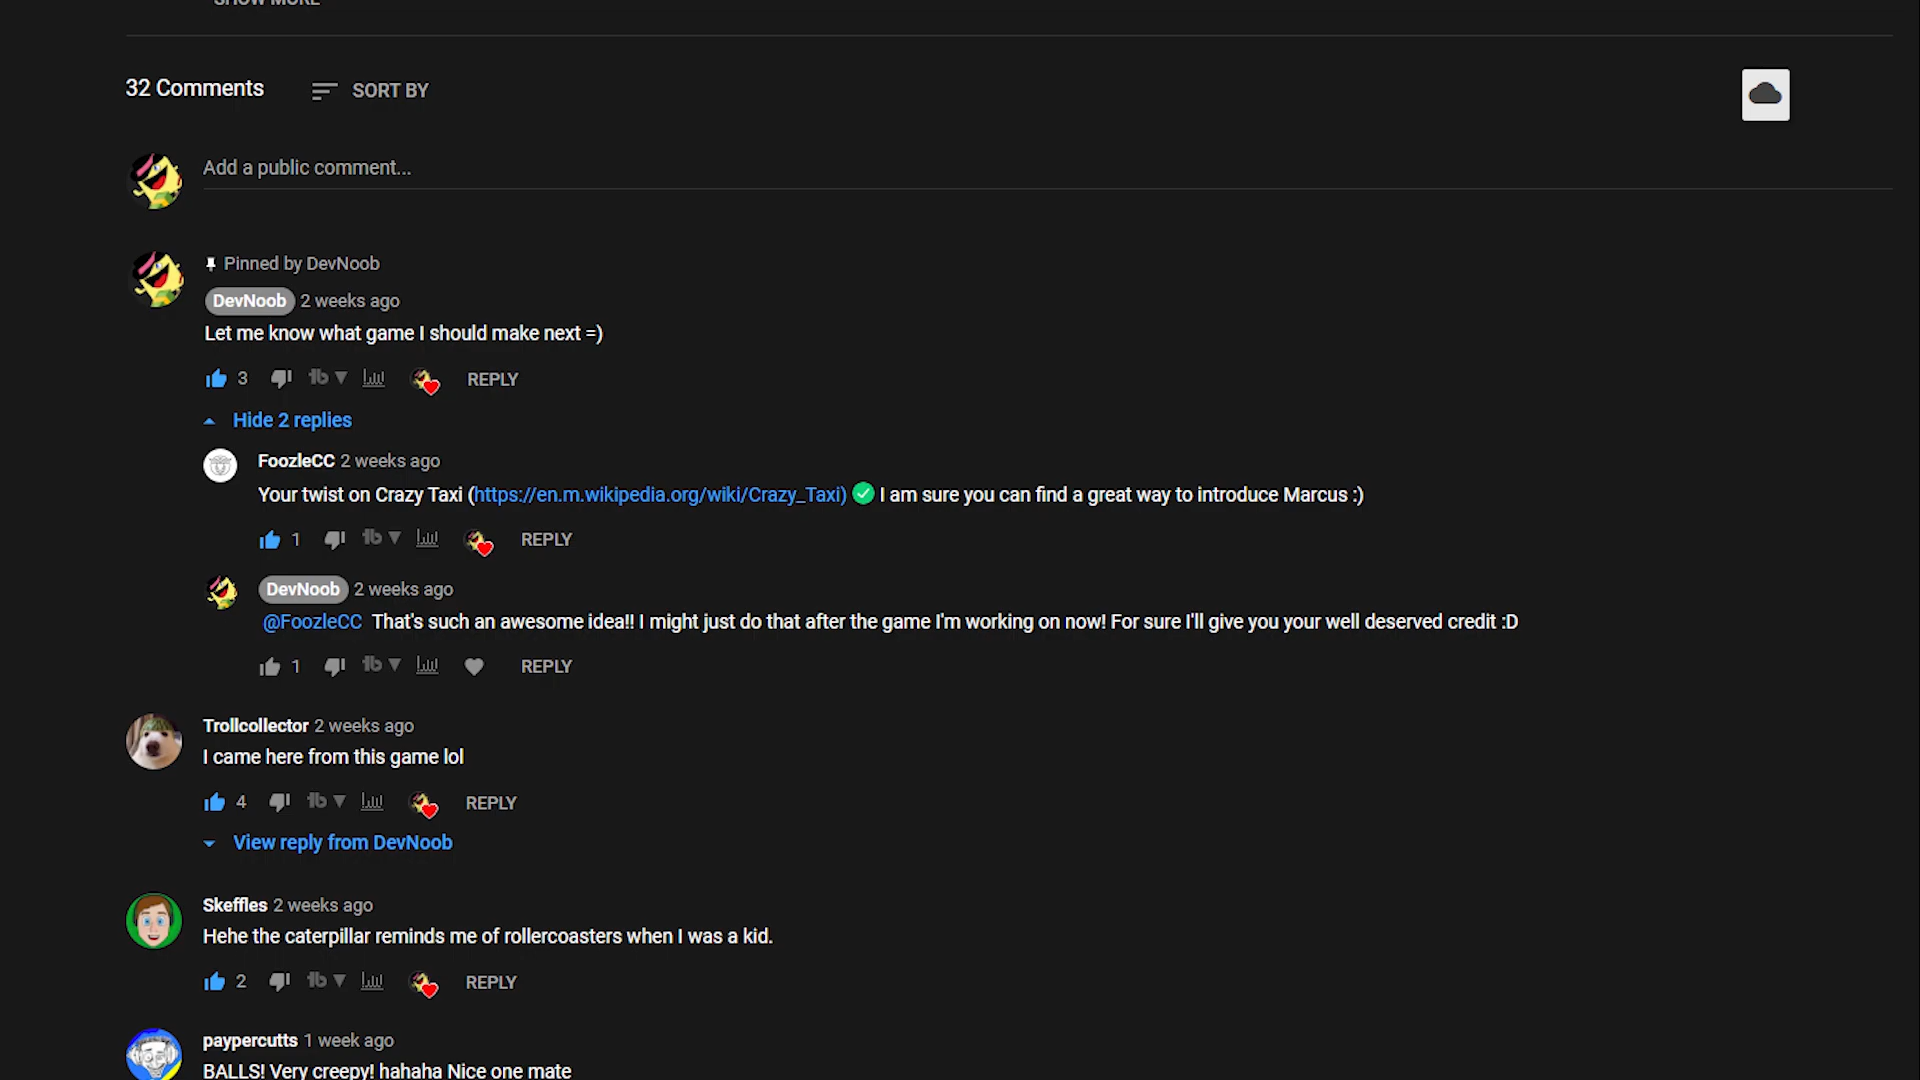 SHOW MORE
32 Comments
SORT BY
Add a public comment...
Pinned by DevNoob
DevNoob 2 weeks ago
Let me know what game I should make next =)
3 REPLY
Hide 2 replies
FoozleCC 2 weeks ago
Your twist on Crazy Taxi (https://en.m.wikipedia.org/wiki/Crazy_Taxi) ✅ I am sure you can find a great way to introduce Marcus :)
1 REPLY
DevNoob 2 weeks ago
@FoozleCC That's such an awesome idea!! I might just do that after the game I'm working on now! For sure I'll give you your well deserved credit :D
1 REPLY
Trollcollector 2 weeks ago
I came here from this game lol
4 REPLY
View reply from DevNoob
Skeffles 2 weeks ago
Hehe the caterpillar reminds me of rollercoasters when I was a kid.
2 REPLY
paypercutts 1 week ago
BALLS! Very creepy! hahaha Nice one mate